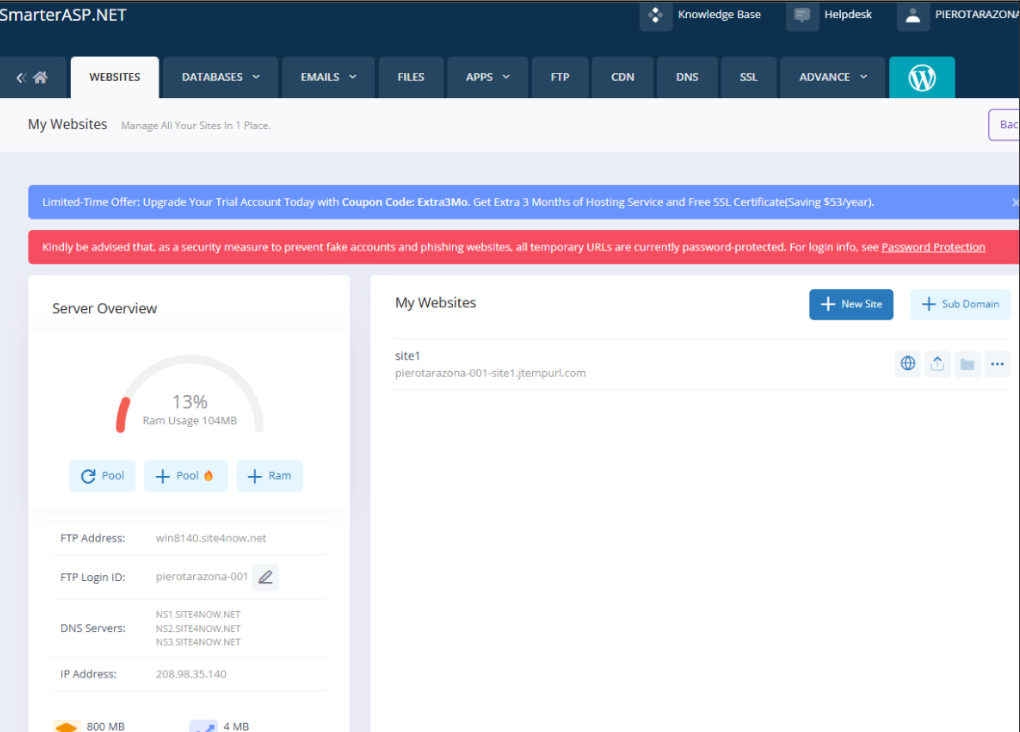 SmarterASP.NET
Knowledge Base
Helpdesk
PIEROTARAZONA
WEBSITES
DATABASES
EMAILS
FILES
APPS
FTP
CDN
DNS
SSL
ADVANCE
My Websites
Manage All Your Sites In 1 Place.
Bac
Limited-Time Offer: Upgrade Your Trial Account Today with Coupon Code: Extra3Mo. Get Extra 3 Months of Hosting Service and Free SSL Certificate(Saving $53/year).
Kindly be advised that, as a security measure to prevent fake accounts and phishing websites, all temporary URLs are currently password-protected. For login info, see Password Protection
Server Overview
13%
Ram Usage 104MB
Pool
Pool
Ram
FTP Address:
win8140.site4now.net
FTP Login ID:
pierotarazona-001
DNS Servers:
NS1.SITE4NOW.NET
NS2.SITE4NOW.NET
NS3.SITE4NOW.NET
IP Address:
208.98.35.140
800 MB
4 MB
My Websites
New Site
Sub Domain
site1
pierotarazona-001-site1.jtempurl.com